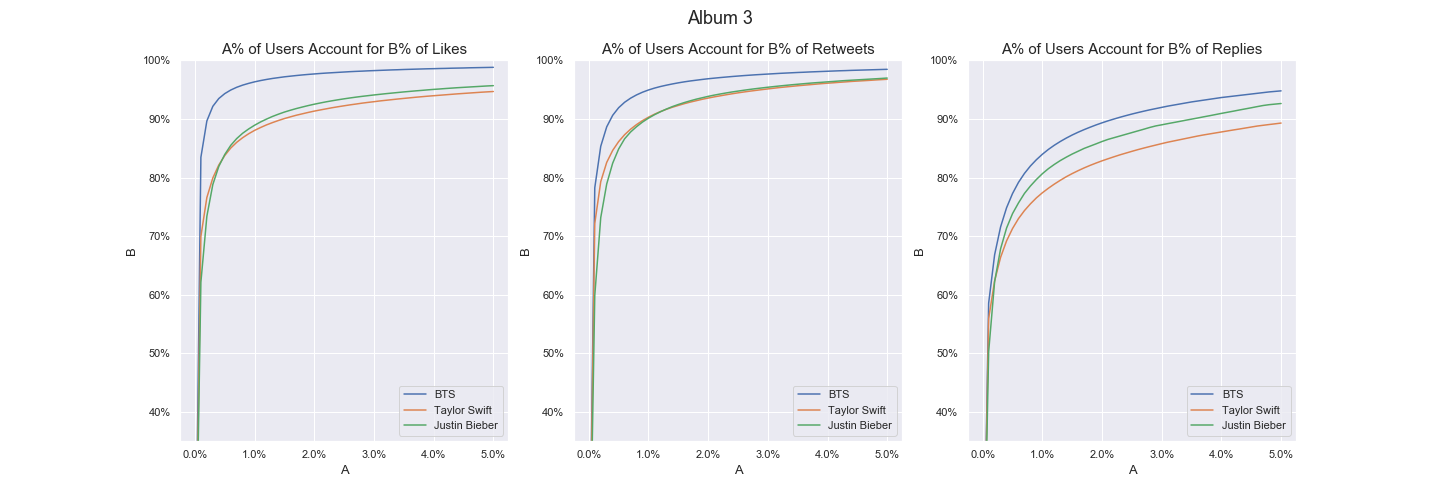 Album 3
A% of Users Account for B% of Likes
100%
90%
80%
70%
60%
50%
40%
B
0.0% 1.0% 2.0% 3.0% 4.0% 5.0%
A
BTS
Taylor Swift
Justin Bieber
A% of Users Account for B% of Retweets
100%
90%
80%
70%
60%
50%
40%
B
0.0% 1.0% 2.0% 3.0% 4.0% 5.0%
A
BTS
Taylor Swift
Justin Bieber
A% of Users Account for B% of Replies
100%
90%
80%
70%
60%
50%
40%
B
0.0% 1.0% 2.0% 3.0% 4.0% 5.0%
A
BTS
Taylor Swift
Justin Bieber